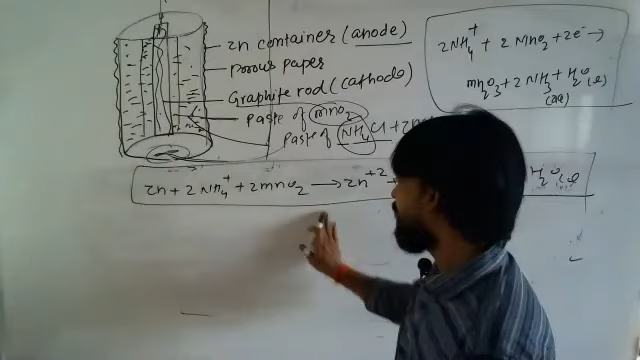 Zn container (anode)
porous paper
Graphite rod (cathode)
paste of mno2
paste of NH4Cl +
2NH4+ + 2MnO2 + 2e- →
mn2O3 + 2NH3 + H2O(l)
(aq)
Zn + 2NH4+ + 2mno2 → Zn+2 +
H2O(l)